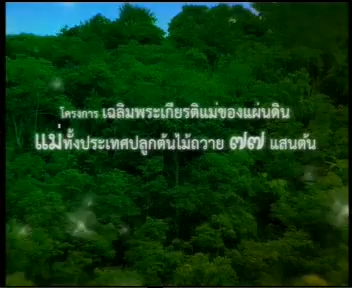 โครงการ เฉลิมพระเกียรติแม่ของแผ่นดิน
แม่ทั้งประเทศปลูกต้นไม้ถวาย ๗๗ แสนต้น